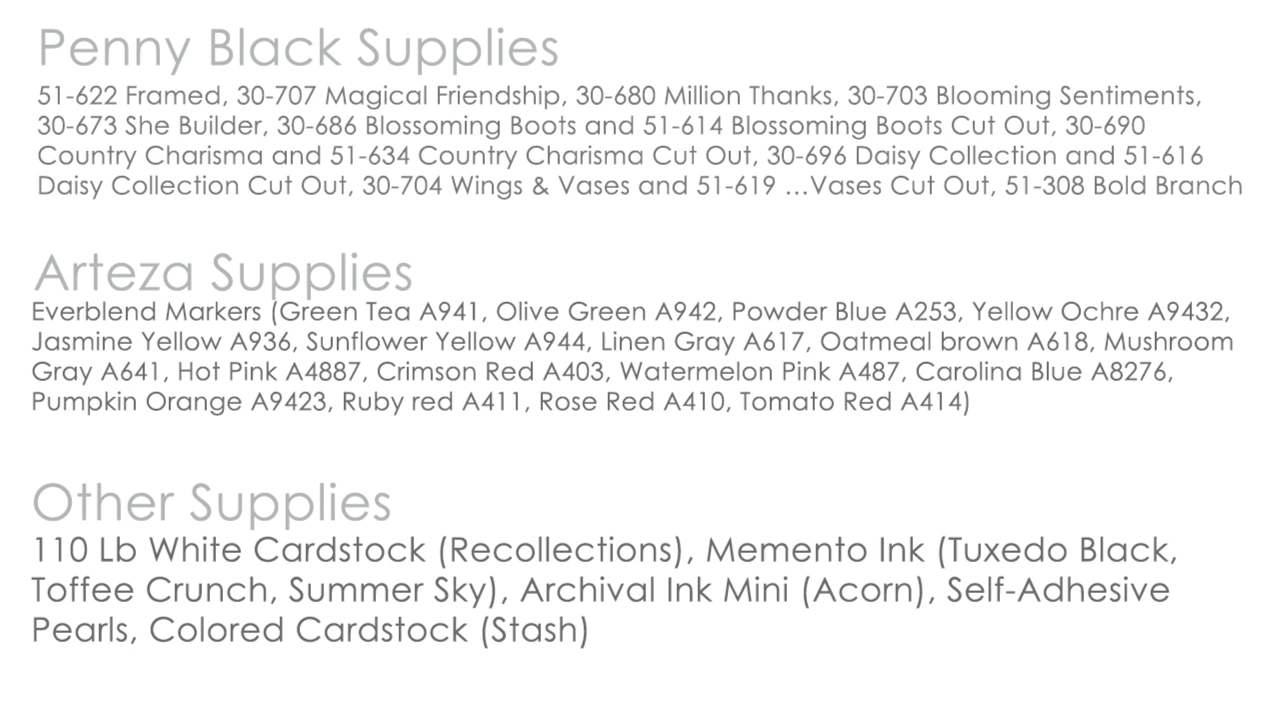 Penny Black Supplies
51-622 Framed, 30-707 Magical Friendship, 30-680 Million Thanks, 30-703 Blooming Sentiments,
30-673 She Builder, 30-686 Blossoming Boots and 51-614 Blossoming Boots Cut Out, 30-690
Country Charisma and 51-634 Country Charisma Cut Out, 30-696 Daisy Collection and 51-616
Daisy Collection Cut Out, 30-704 Wings & Vases and 51-619 ...Vases Cut Out, 51-308 Bold Branch
Arteza Supplies
Everblend Markers (Green Tea A941, Olive Green A942, Powder Blue A253, Yellow Ochre A9432,
Jasmine Yellow A936, Sunflower Yellow A944, Linen Gray A617, Oatmeal brown A618, Mushroom
Gray A641, Hot Pink A4887, Crimson Red A403, Watermelon Pink A487, Carolina Blue A8276,
Pumpkin Orange A9423, Ruby red A411, Rose Red A410, Tomato Red A414)
Other Supplies
110 Lb White Cardstock (Recollections), Memento Ink (Tuxedo Black,
Toffee Crunch, Summer Sky), Archival Ink Mini (Acorn), Self-Adhesive
Pearls, Colored Cardstock (Stash)